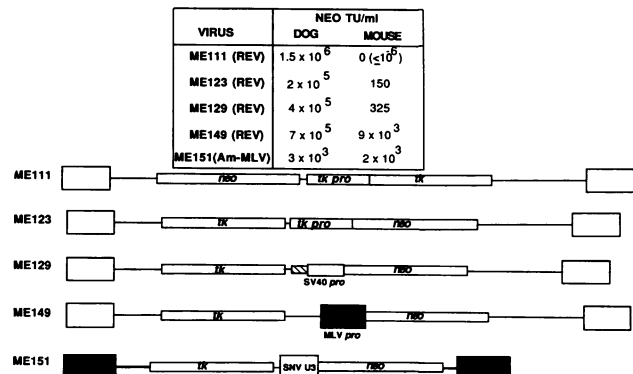 NEO TU/ml
VIRUS DOG MOUSE
ME111 (REV) 1.5 x 10^6 0 (≤10^-6)
ME123 (REV) 2 x 10^5 150
ME129 (REV) 4 x 10^5 325
ME149 (REV) 7 x 10^5 9 x 10^3
ME151(Am-MLV) 3 x 10^3 2 x 10^3
ME111 neo tk pro tk
ME123 tk tk pro neo
ME129 tk neo
SV40 pro
ME149 tk neo
MLV pro
ME151 tk SNV U3 neo